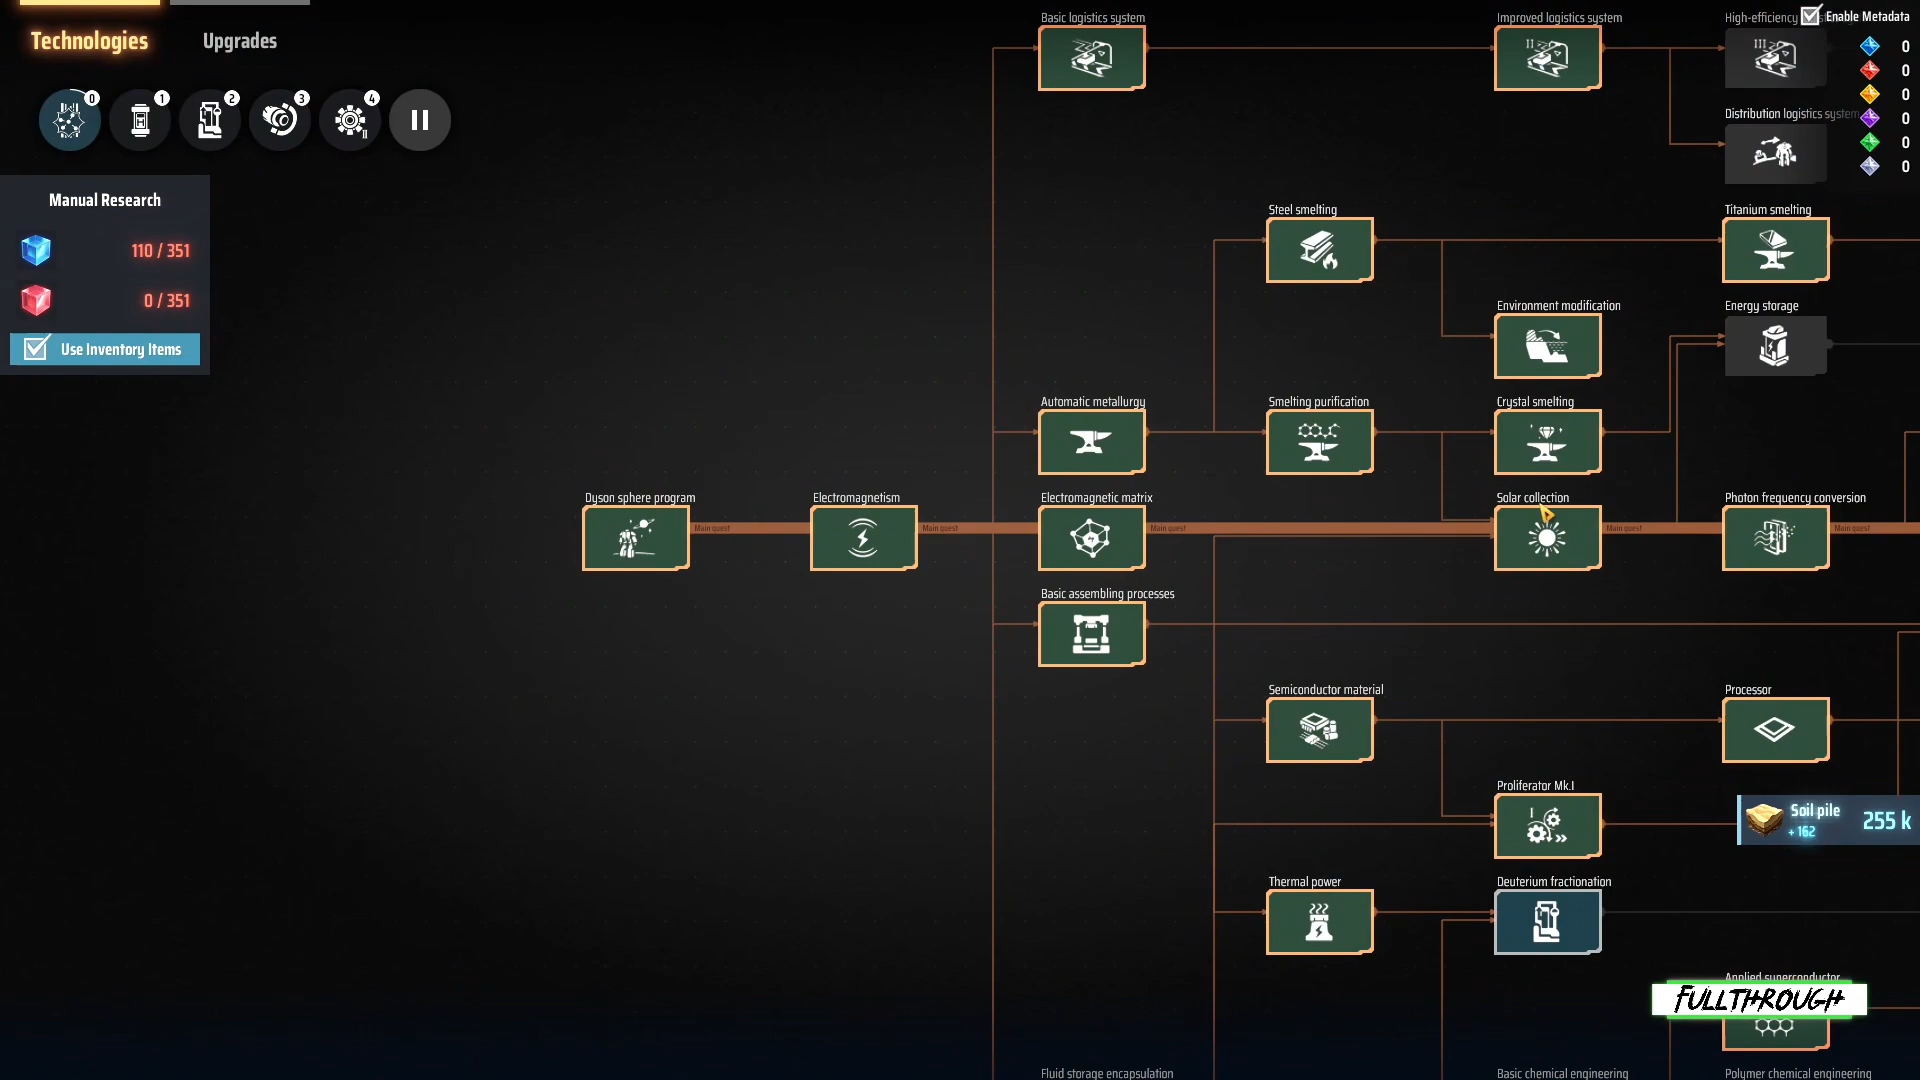 Technologies
Upgrades
0
1
2
3
4
Manual Research
110 / 351
0 / 351
Use Inventory Items
Basic logistics system
Improved logistics system
High-efficiency
Enable Metadata
0
0
0
0
0
0
Distribution logistics system
Steel smelting
Titanium smelting
Environment modification
Energy storage
Automatic metallurgy
Smelting purification
Crystal smelting
Dyson sphere program
Electromagnetism
Electromagnetic matrix
Solar collection
Photon frequency conversion
Main quest
Main quest
Main quest
Main quest
Main quest
Basic assembling processes
Semiconductor material
Processor
Proliferator Mk.I
Soil pile
+ 162
255 k
Thermal power
Deuterium fractionation
Applied superconductor
FULLTHROUGH
Fluid storage encapsulation
Basic chemical engineering
Polymer chemical engineering